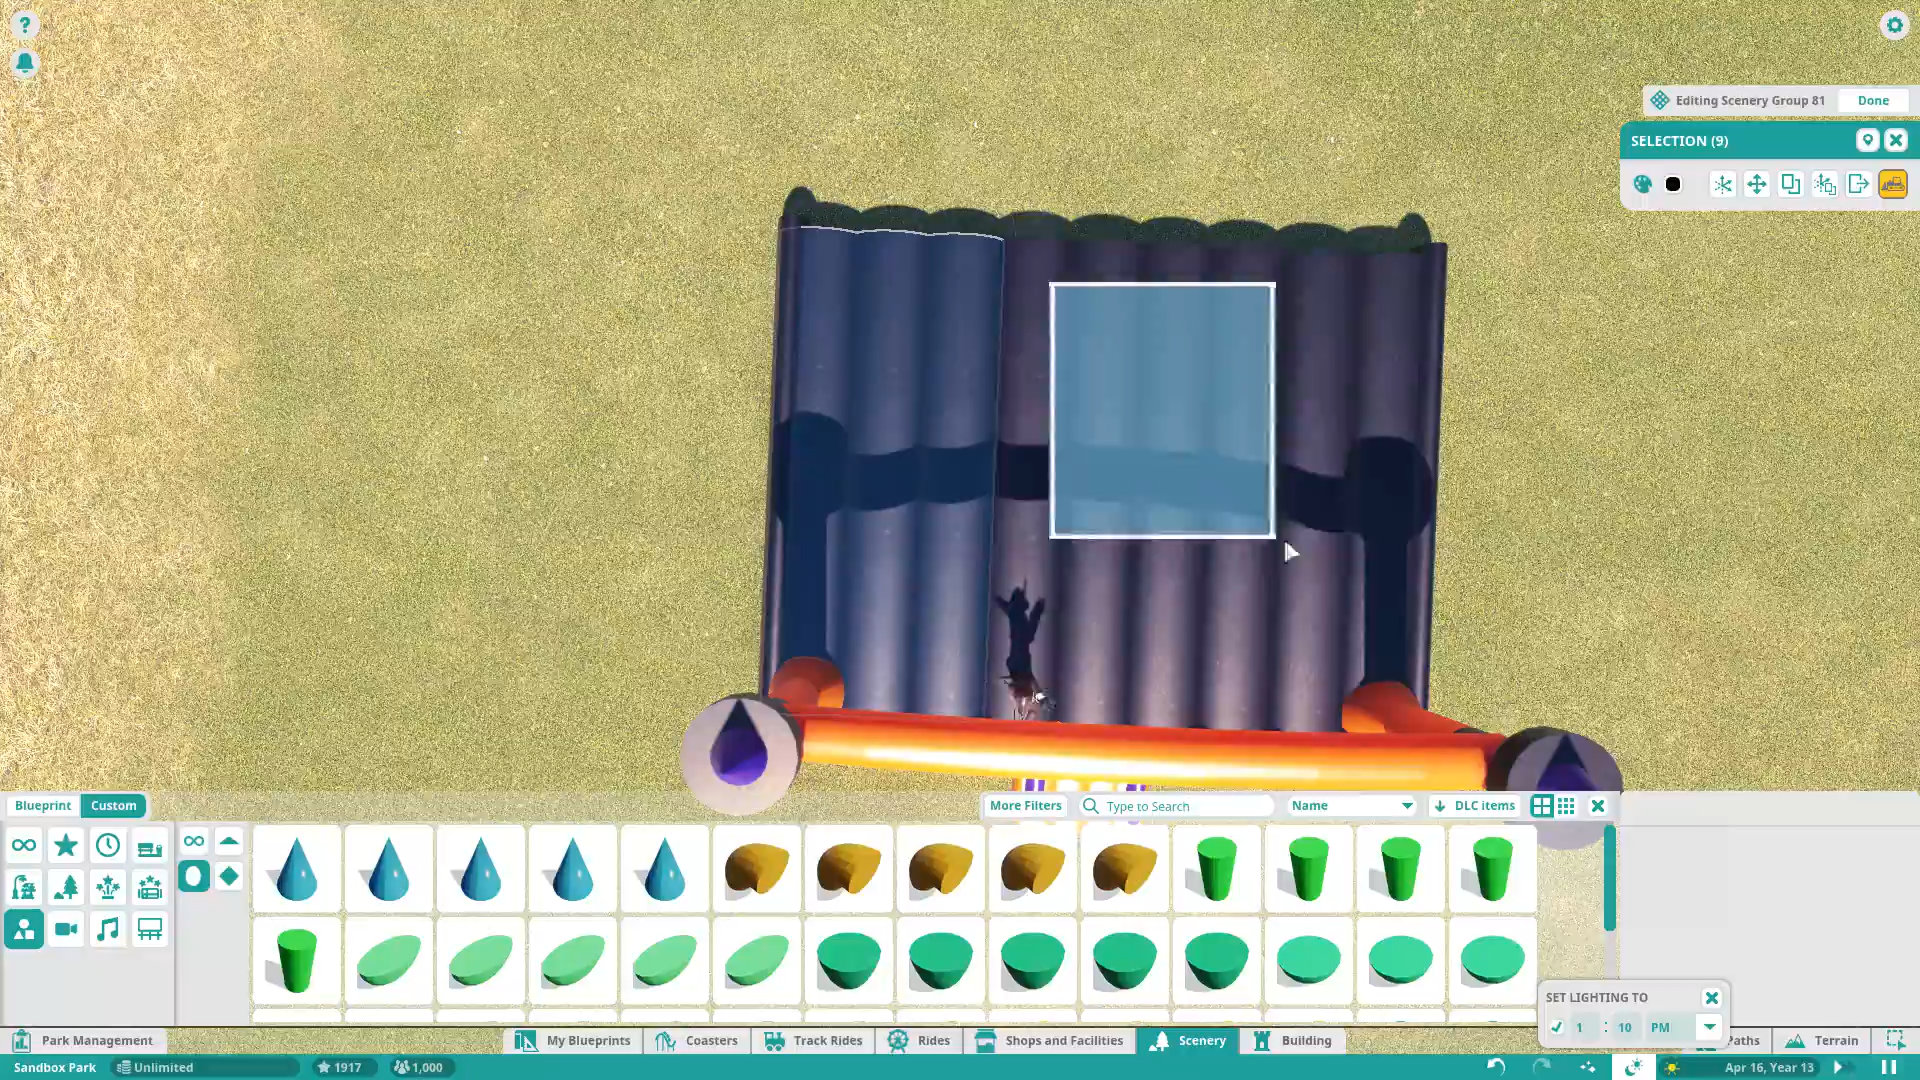 ?
Editing Scenery Group 81
Done
SELECTION (9)
Blueprint
Custom
More Filters
Type to Search
Name
DLC items
SET LIGHTING TO
1 : 10 PM
Park Management
My Blueprints
Coasters
Track Rides
Rides
Shops and Facilities
Scenery
Building
Paths
Terrain
Sandbox Park
Unlimited
1917
1,000
Apr 16, Year 13